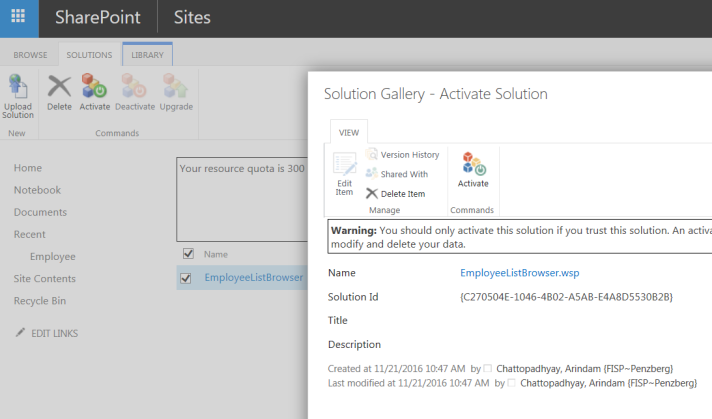 SharePoint Sites
BROWSE SOLUTIONS LIBRARY
Upload Solution
Delete
Activate
Deactivate
Upgrade
New
Commands
Home
Notebook
Documents
Recent
Employee
Site Contents
Recycle Bin
EDIT LINKS
Your resource quota is 300
Name
EmployeeListBrowser
Solution Gallery - Activate Solution
VIEW
Edit Item
Version History
Shared With
Delete Item
Activate
Manage
Commands
Warning: You should only activate this solution if you trust this solution. An activa
modify and delete your data.
Name EmployeeListBrowser.wsp
Solution Id {C270504E-1046-4B02-A5AB-E4A8D5530B2B}
Title
Description
Created at 11/21/2016 10:47 AM by Chattopadhyay, Arindam {FISP~Penzberg}
Last modified at 11/21/2016 10:47 AM by Chattopadhyay, Arindam {FISP~Penzberg}